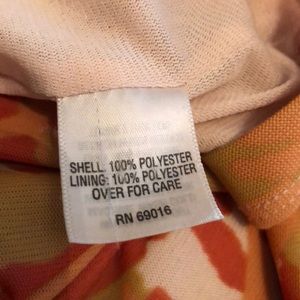 SHELL: 100% POLYESTER
LINING: 100% POLYESTER
OVER FOR CARE
RN 69016